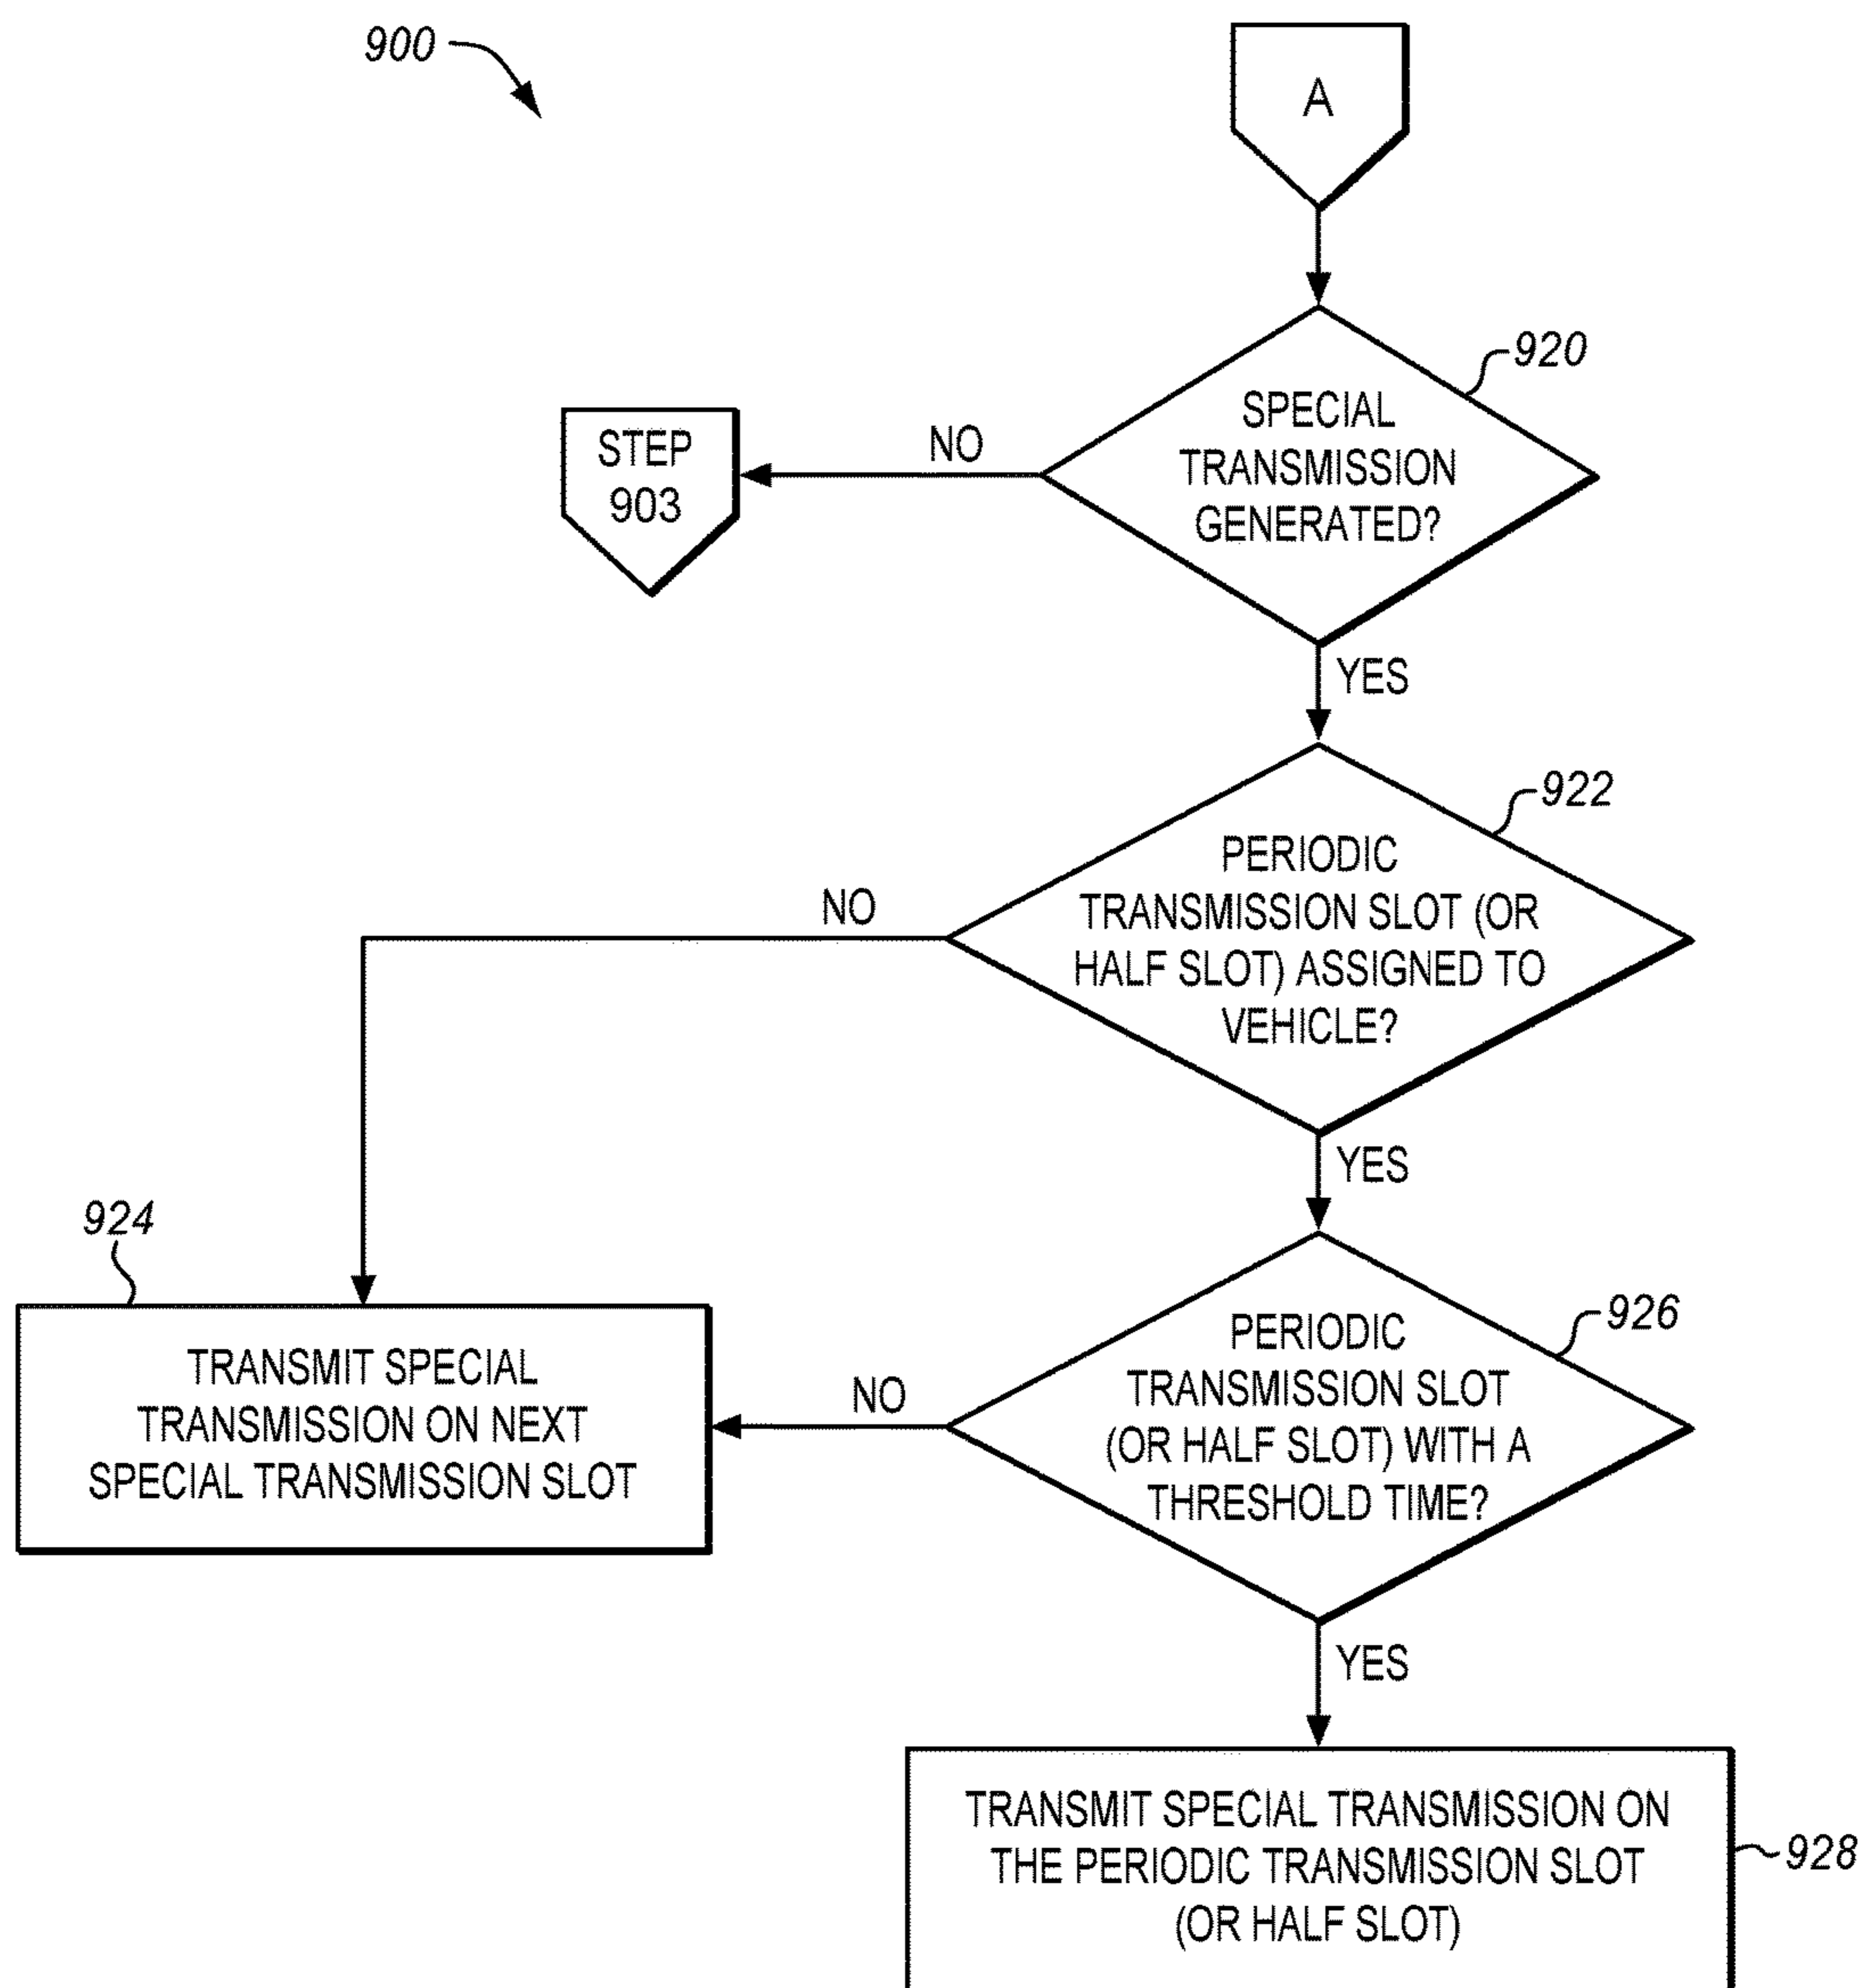 900
A
920
SPECIAL
TRANSMISSION
GENERATED?
NO
STEP
903
YES
922
PERIODIC
TRANSMISSION SLOT (OR
HALF SLOT) ASSIGNED TO
VEHICLE?
NO
YES
924
TRANSMIT SPECIAL
TRANSMISSION ON NEXT
SPECIAL TRANSMISSION SLOT
926
PERIODIC
TRANSMISSION SLOT
(OR HALF SLOT) WITH A
THRESHOLD TIME?
NO
YES
TRANSMIT SPECIAL TRANSMISSION ON
THE PERIODIC TRANSMISSION SLOT
(OR HALF SLOT)
928